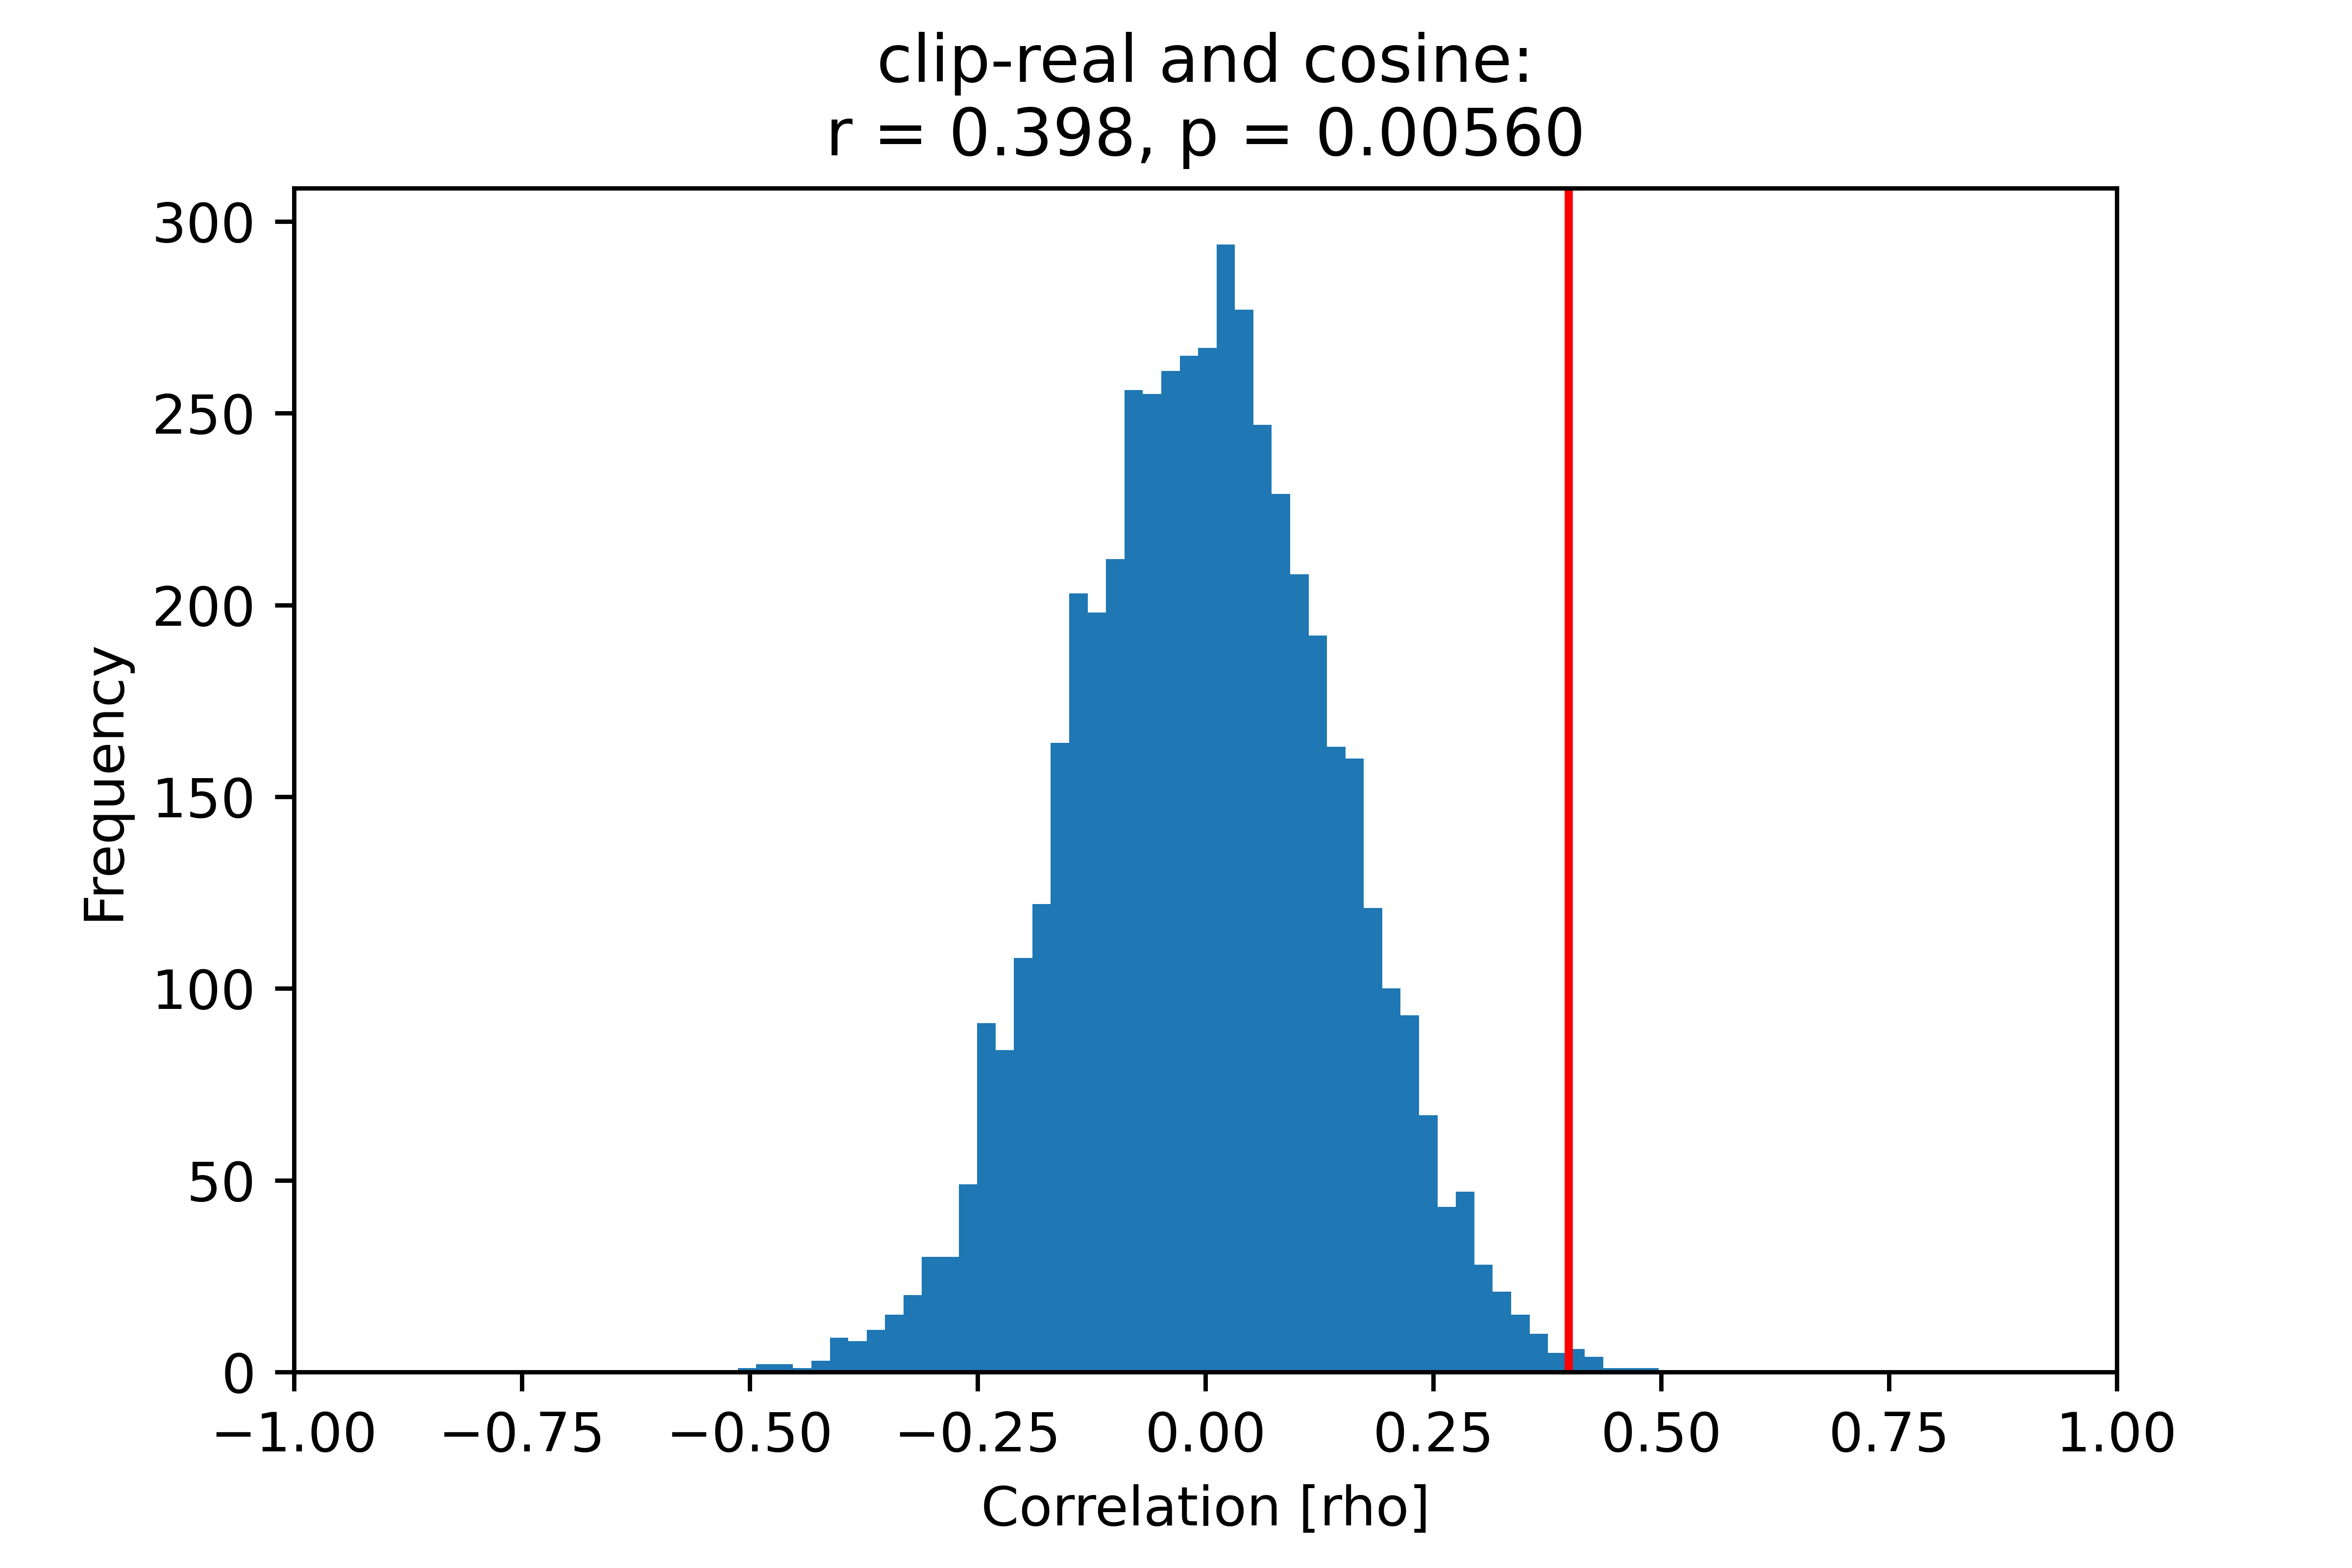 clip-real and cosine:
r = 0.398, p = 0.00560
300
250
200
150
100
50
0
Frequency
−1.00 −0.75 −0.50 −0.25 0.00 0.25 0.50 0.75 1.00
Correlation [rho]